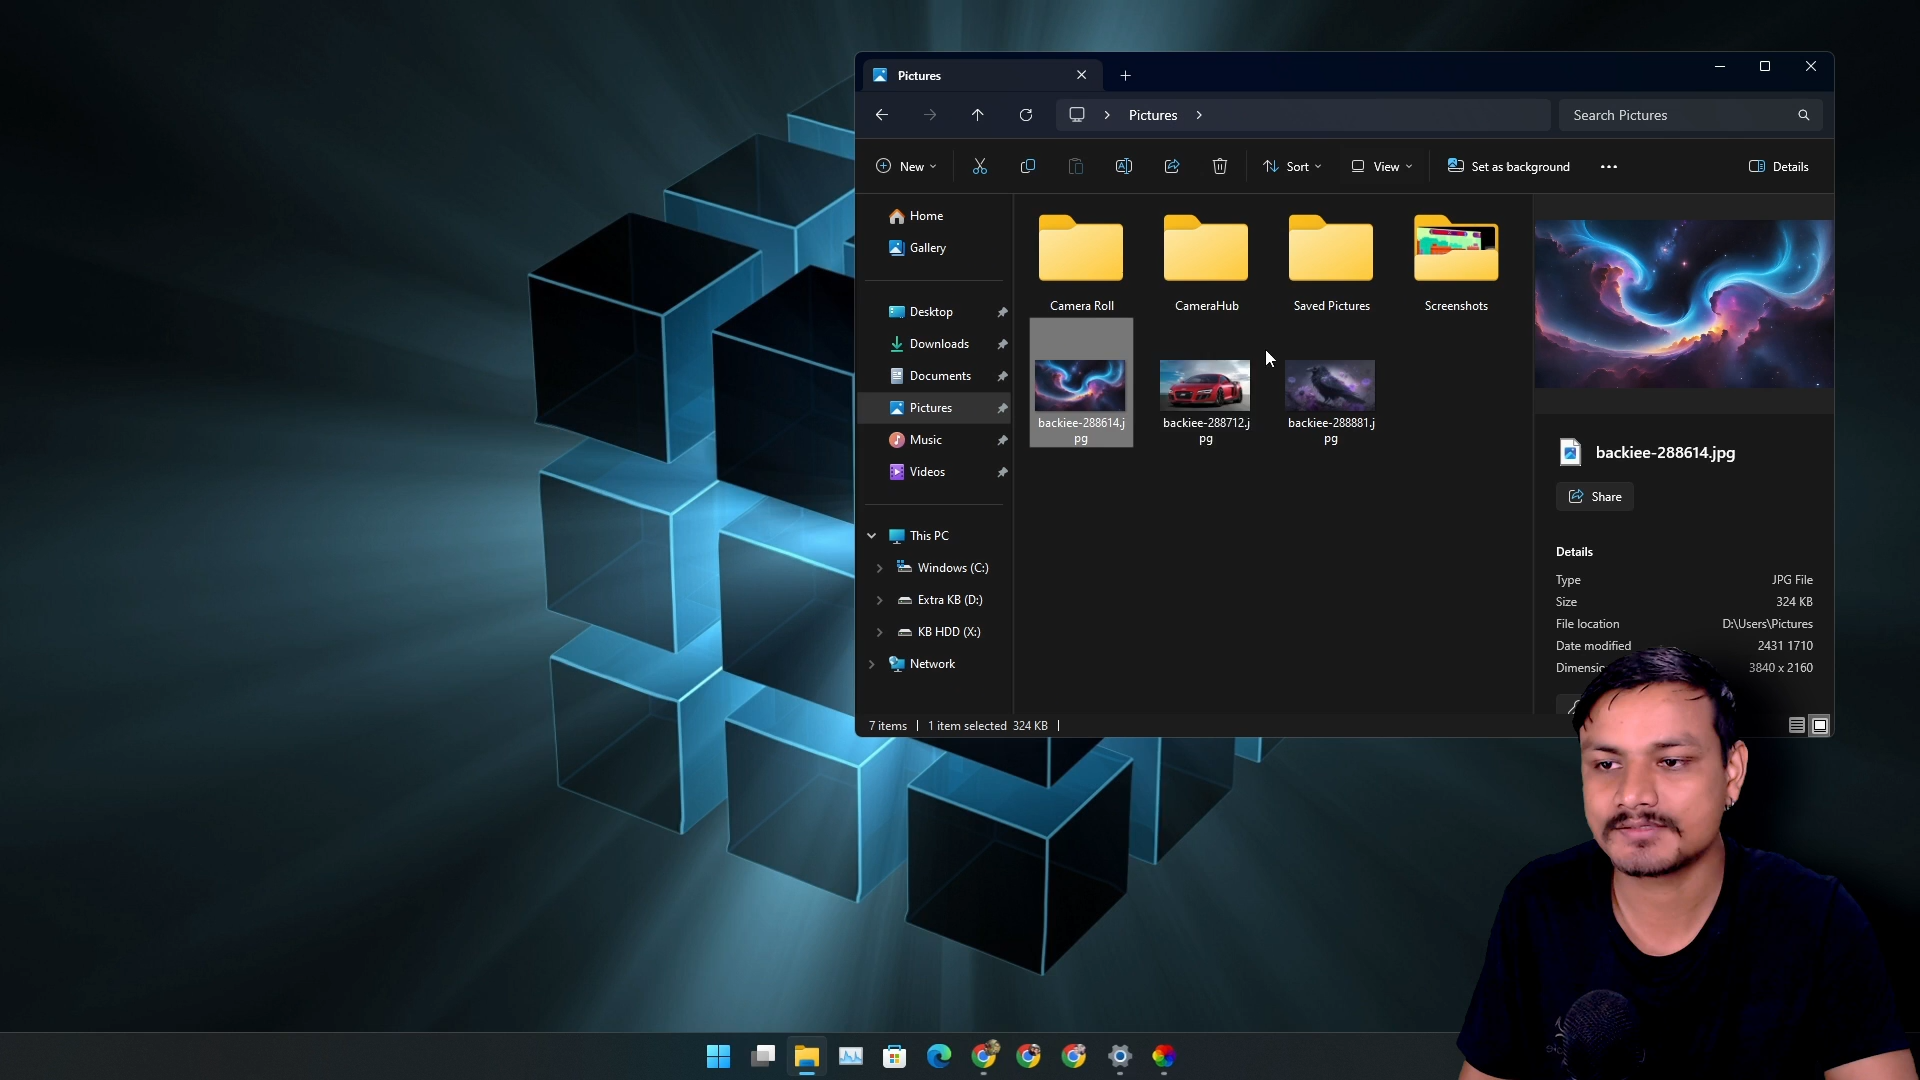 Pictures
Pictures
Search Pictures
New
Sort
View
Set as background
Details
Home
Gallery
Desktop
Downloads
Documents
Pictures
Music
Videos
This PC
Windows (C:)
Extra KB (D:)
KB HDD (X:)
Network
Camera Roll
CameraHub
Saved Pictures
Screenshots
backiee-288614.j
pg
backiee-288712.j
pg
backiee-288881.j
pg
backiee-288614.jpg
Share
Details
Type JPG File
Size 324 KB
File location D:\Users\Pictures
Date modified 2431 1710
3840 x 2160
7 items
1 item selected 324 KB